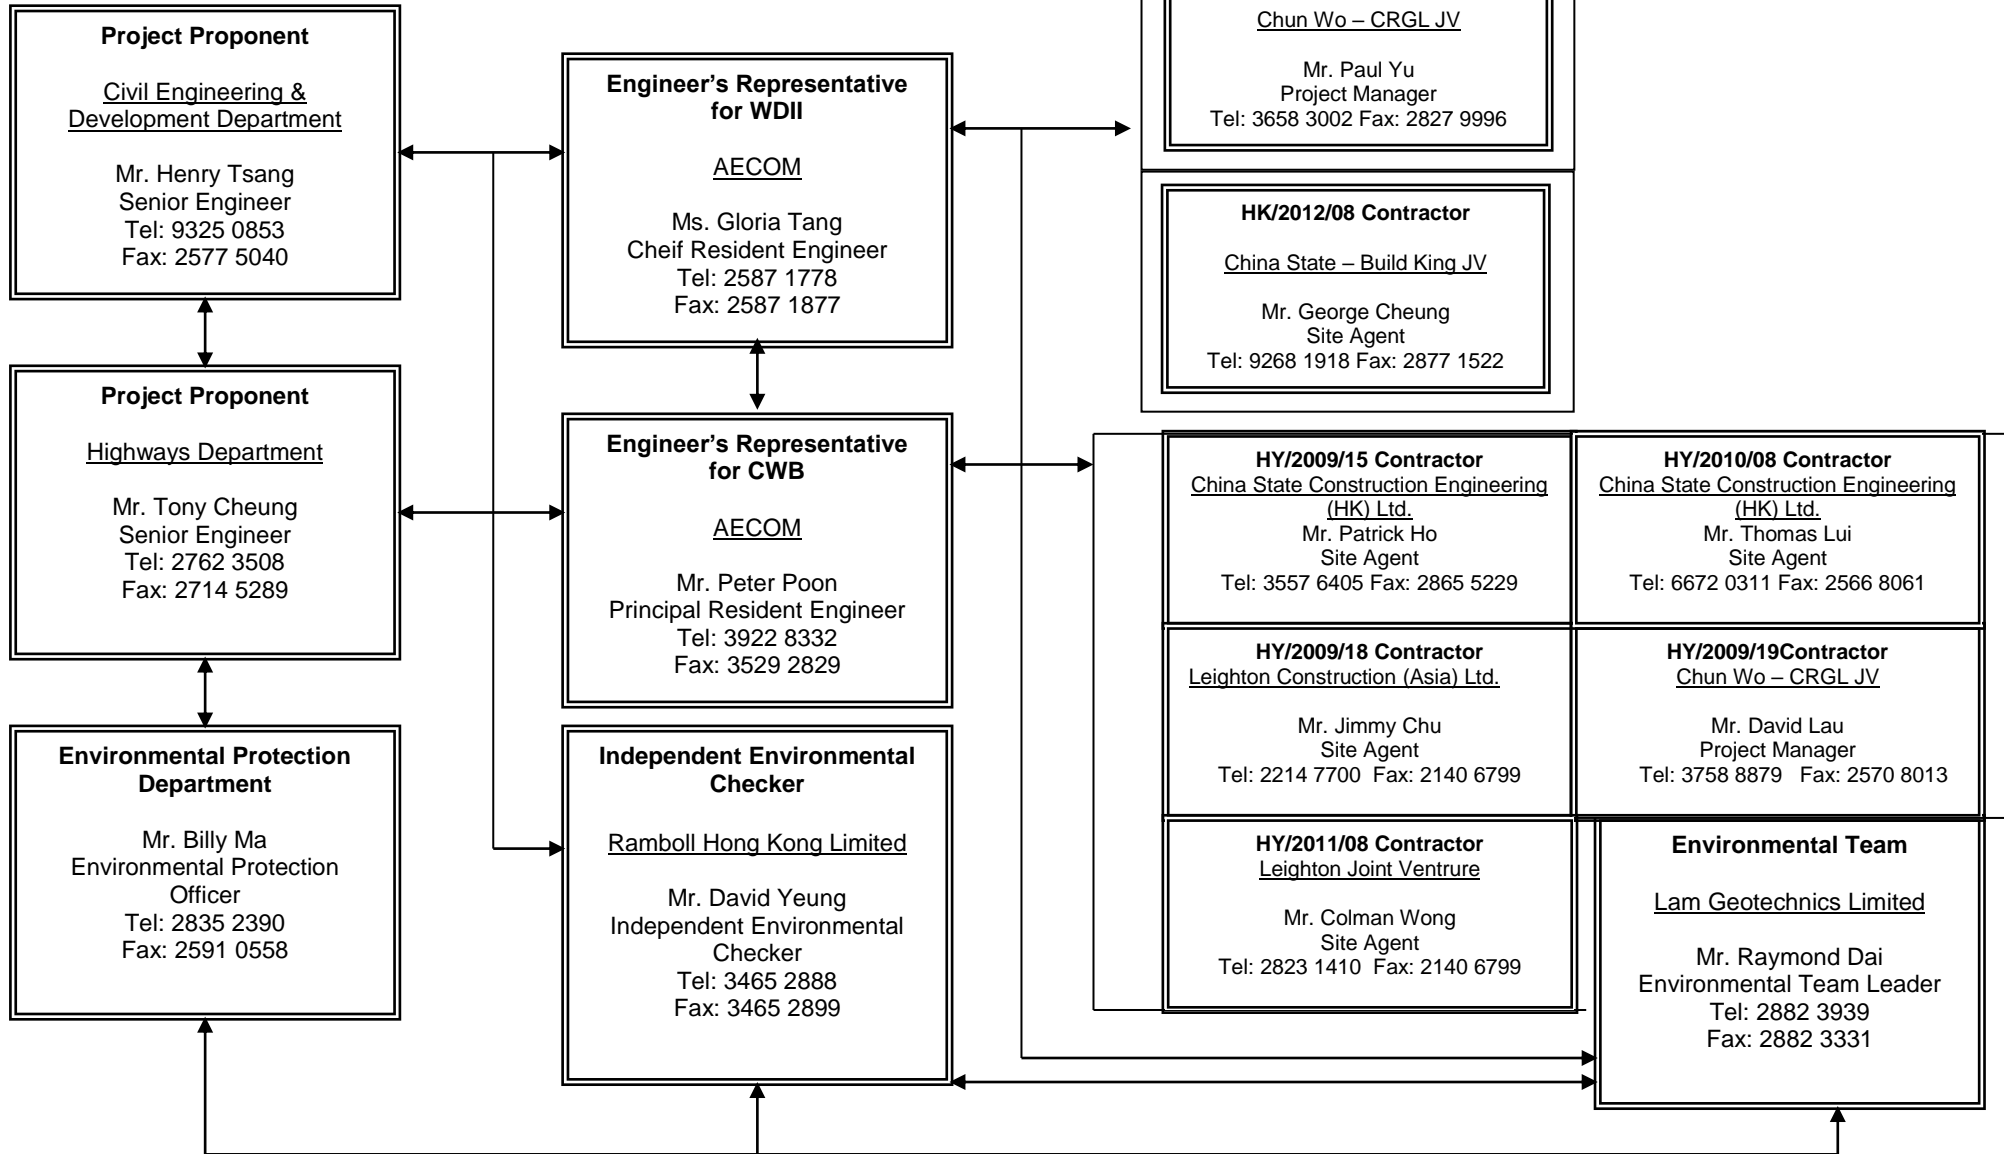 Project Proponent
Civil Engineering &
Development Department
Mr. Henry Tsang
Senior Engineer
Tel: 9325 0853
Fax: 2577 5040
Project Proponent
Highways Department
Mr. Tony Cheung
Senior Engineer
Tel: 2762 3508
Fax: 2714 5289
Environmental Protection
Department
Mr. Billy Ma
Environmental Protection
Officer
Tel: 2835 2390
Fax: 2591 0558
Engineer's Representative
for WDII
AECOM
Ms. Gloria Tang
Cheif Resident Engineer
Tel: 2587 1778
Fax: 2587 1877
Engineer's Representative
for CWB
AECOM
Mr. Peter Poon
Principal Resident Engineer
Tel: 3922 8332
Fax: 3529 2829
Independent Environmental
Checker
Ramboll Hong Kong Limited
Mr. David Yeung
Independent Environmental
Checker
Tel: 3465 2888
Fax: 3465 2899
Chun Wo – CRGL JV
Mr. Paul Yu
Project Manager
Tel: 3658 3002 Fax: 2827 9996
HK/2012/08 Contractor
China State – Build King JV
Mr. George Cheung
Site Agent
Tel: 9268 1918 Fax: 2877 1522
HY/2009/15 Contractor
China State Construction Engineering
(HK) Ltd.
Mr. Patrick Ho
Site Agent
Tel: 3557 6405 Fax: 2865 5229
HY/2010/08 Contractor
China State Construction Engineering
(HK) Ltd.
Mr. Thomas Lui
Site Agent
Tel: 6672 0311 Fax: 2566 8061
HY/2009/18 Contractor
Leighton Construction (Asia) Ltd.
Mr. Jimmy Chu
Site Agent
Tel: 2214 7700  Fax: 2140 6799
HY/2009/19Contractor
Chun Wo – CRGL JV
Mr. David Lau
Project Manager
Tel: 3758 8879   Fax: 2570 8013
HY/2011/08 Contractor
Leighton Joint Ventrure
Mr. Colman Wong
Site Agent
Tel: 2823 1410  Fax: 2140 6799
Environmental Team
Lam Geotechnics Limited
Mr. Raymond Dai
Environmental Team Leader
Tel: 2882 3939
Fax: 2882 3331